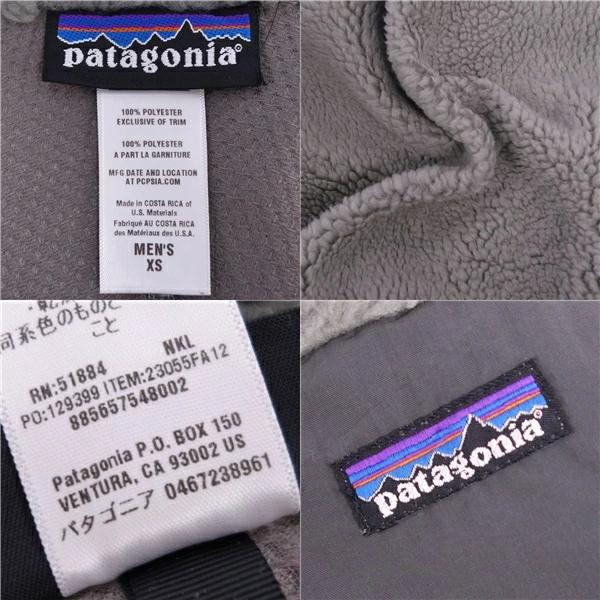 patagonia®
100% POLYESTER
EXCLUSIVE OF TRIM
100% POLYESTER
A PART LA GARNITURE
MFG DATE AND LOCATION
AT PCPSIA.COM
Made in COSTA RICA of
U.S. Materials
Fabriqué AU COSTA RICA
des Matériaux des U.S.A.
MEN'S
XS
同系色のものと
こと
NKL
RN:51884
PO:129399 ITEM:23055FA12
885657548002
Patagonia P.O. BOX 150
VENTURA, CA 93002 US
パタゴニア 0467238961
patagonia®